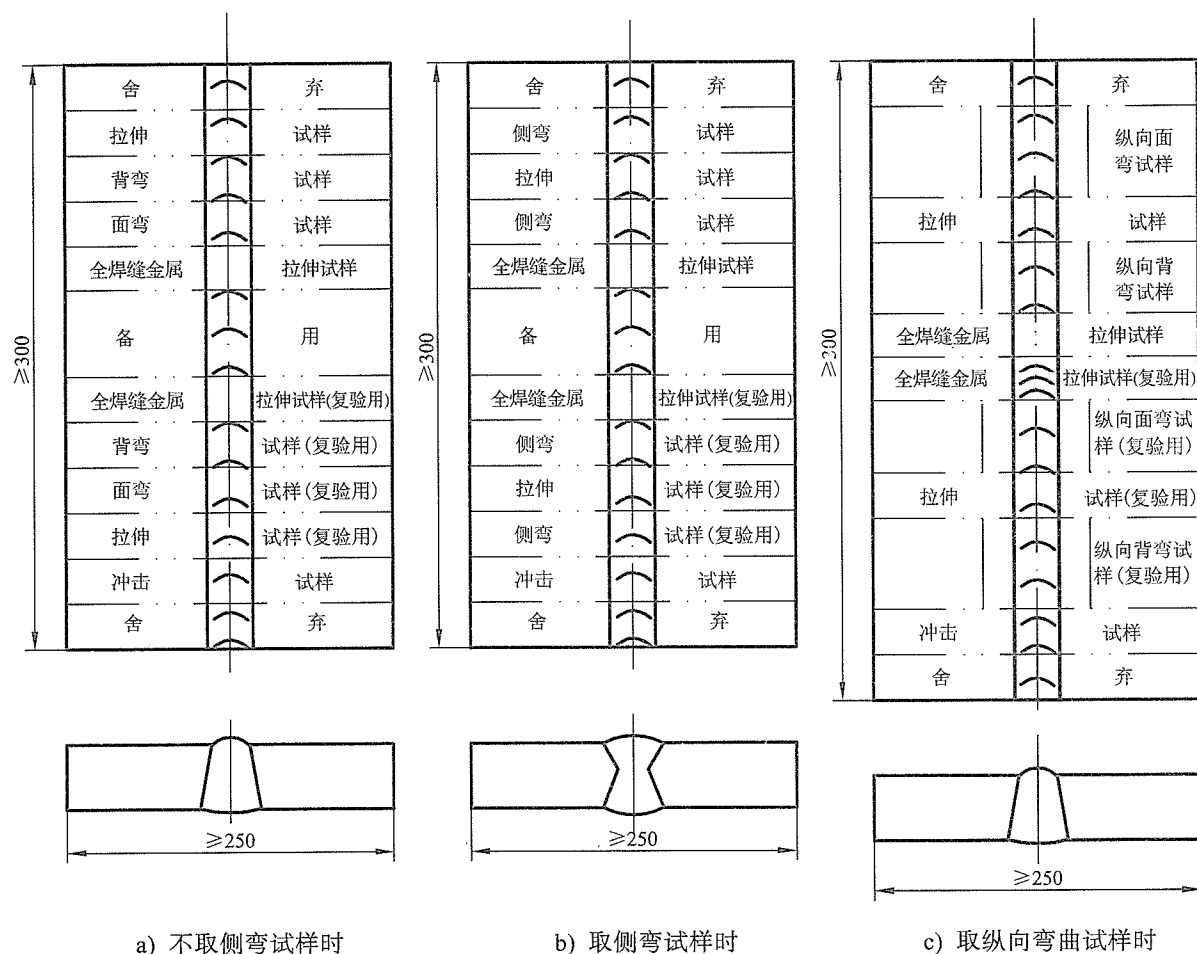 舍 弃
拉伸 试样
背弯 试样
面弯 试样
全焊缝金属 拉伸试样
备 用
全焊缝金属 拉伸试样(复验用)
背弯 试样(复验用)
面弯 试样(复验用)
拉伸 试样(复验用)
冲击 试样
舍 弃
≥300
≥250
a) 不取侧弯试样时
舍 弃
侧弯 试样
拉伸 试样
侧弯 试样
全焊缝金属 拉伸试样
备 用
全焊缝金属 拉伸试样(复验用)
侧弯 试样(复验用)
拉伸 试样(复验用)
侧弯 试样(复验用)
冲击 试样
舍 弃
≥300
≥250
b) 取侧弯试样时
舍 弃
纵向面
弯试样
拉伸 试样
纵向背
弯试样
全焊缝金属 拉伸试样
全焊缝金属 拉伸试样(复验用)
纵向面弯试
样(复验用)
拉伸 试样(复验用)
纵向背弯试
样(复验用)
冲击 试样
舍 弃
≥300
≥250
c) 取纵向弯曲试样时